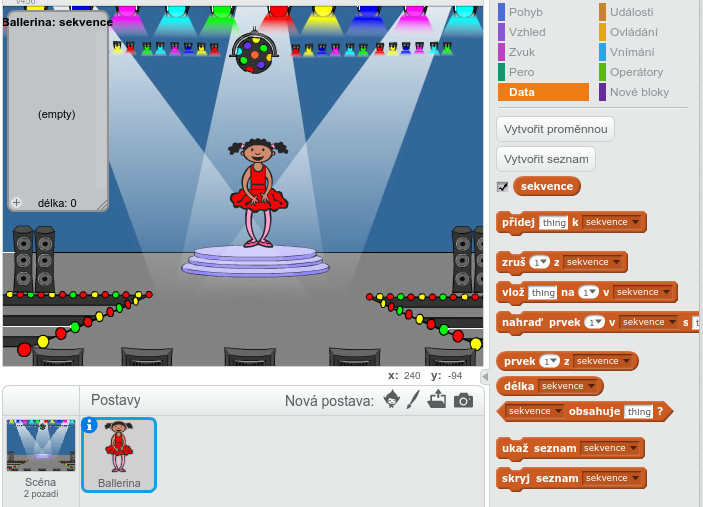 v456
Ballerina: sekvence
(empty)
+ délka: 0
x: 240 y: -94
Postavy Nová postava:
Scéna
2 pozadí
i
Ballerina
Pohyb Události
Vzhled Ovládání
Zvuk Vnímání
Pero Operátory
Data Nové bloky
Vytvořit proměnnou
Vytvořit seznam
sekvence
přidej thing k sekvence
zruš 1 z sekvence
vlož thing na 1 v sekvence
nahraď prvek 1 v sekvence s t
prvek 1 z sekvence
délka sekvence
sekvence obsahuje thing ?
ukaž seznam sekvence
skryj seznam sekvence